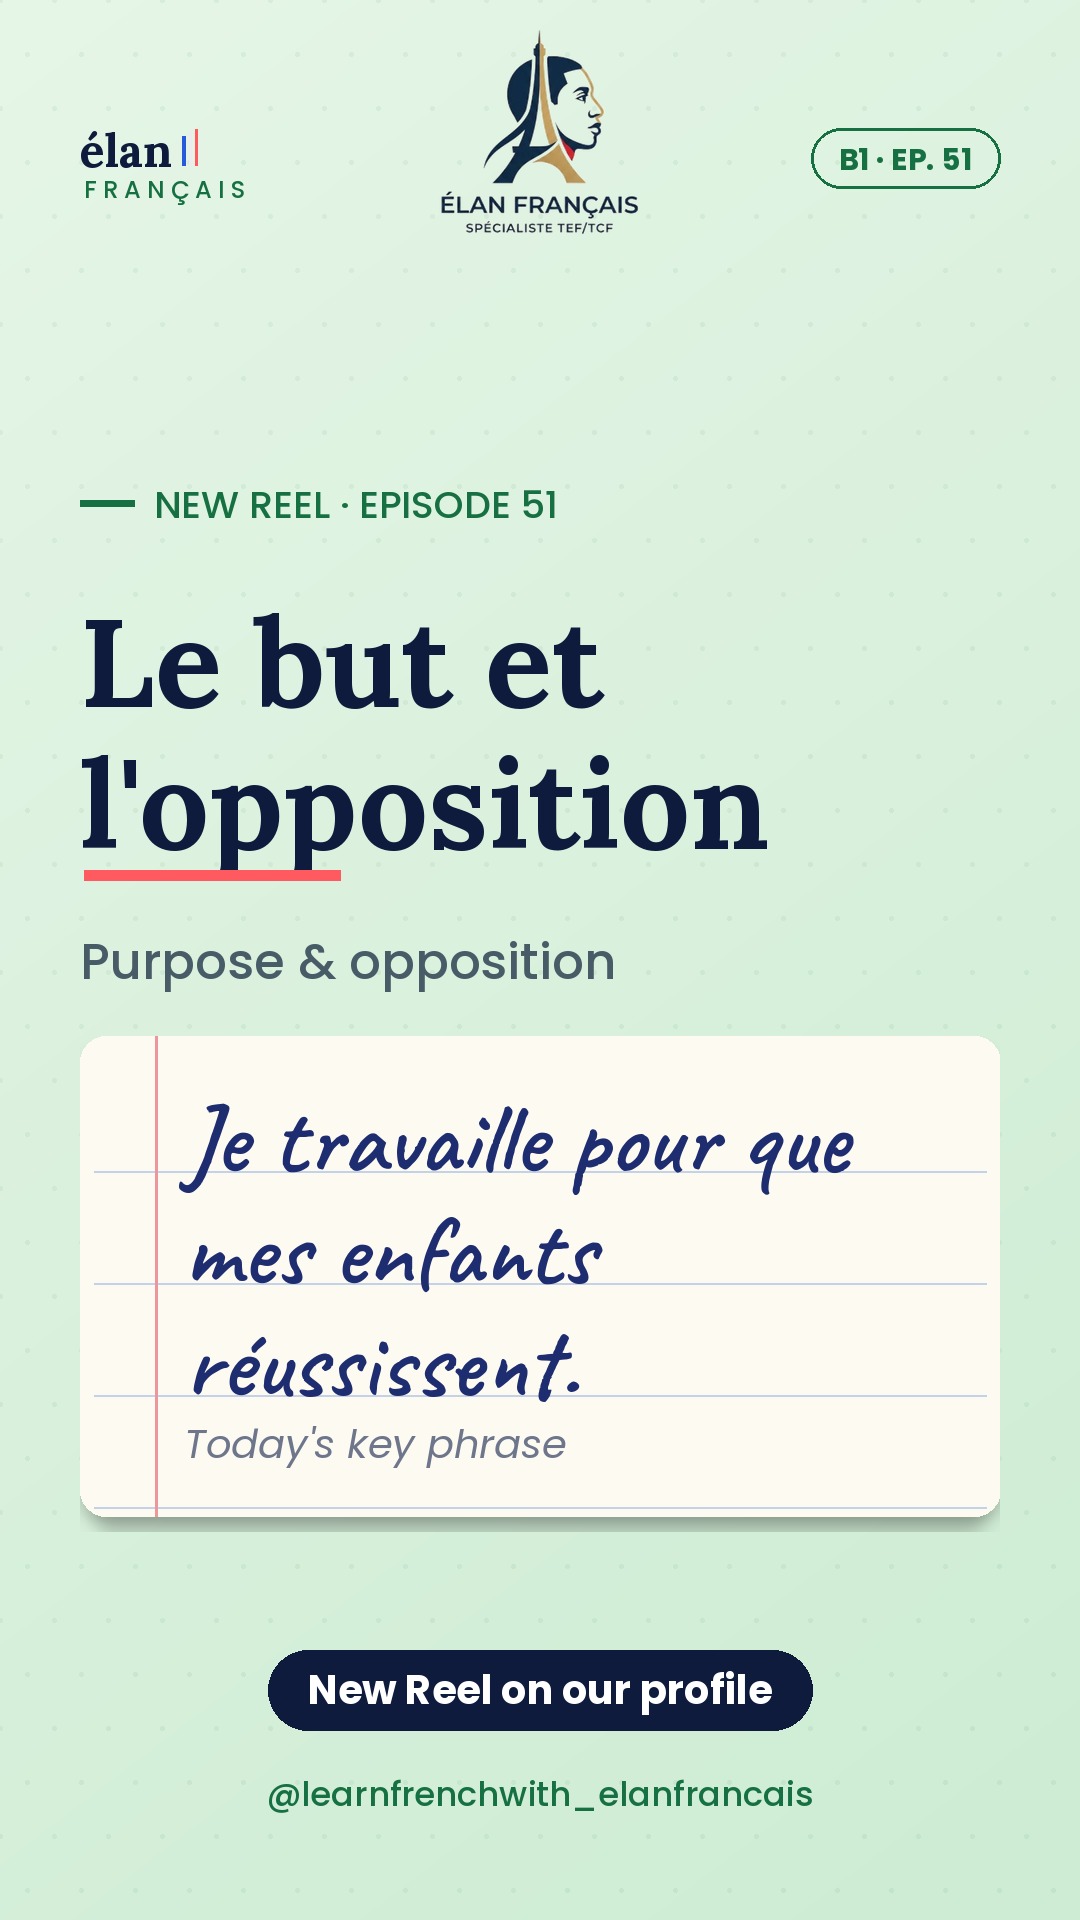 élan
FRANÇAIS
ÉLAN FRANÇAIS
SPÉCIALISTE TEF/TCF
B1 · EP. 51
NEW REEL · EPISODE 51
Le but et
l'opposition
Purpose & opposition
Je travaille pour que
mes enfants
réussissent.
Today's key phrase
New Reel on our profile
@learnfrenchwith_elanfrancais